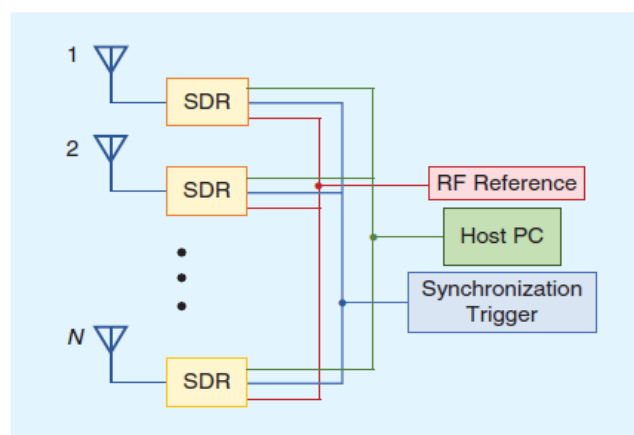 1
SDR
2
SDR
RF Reference
Host PC
Synchronization
Trigger
N
SDR